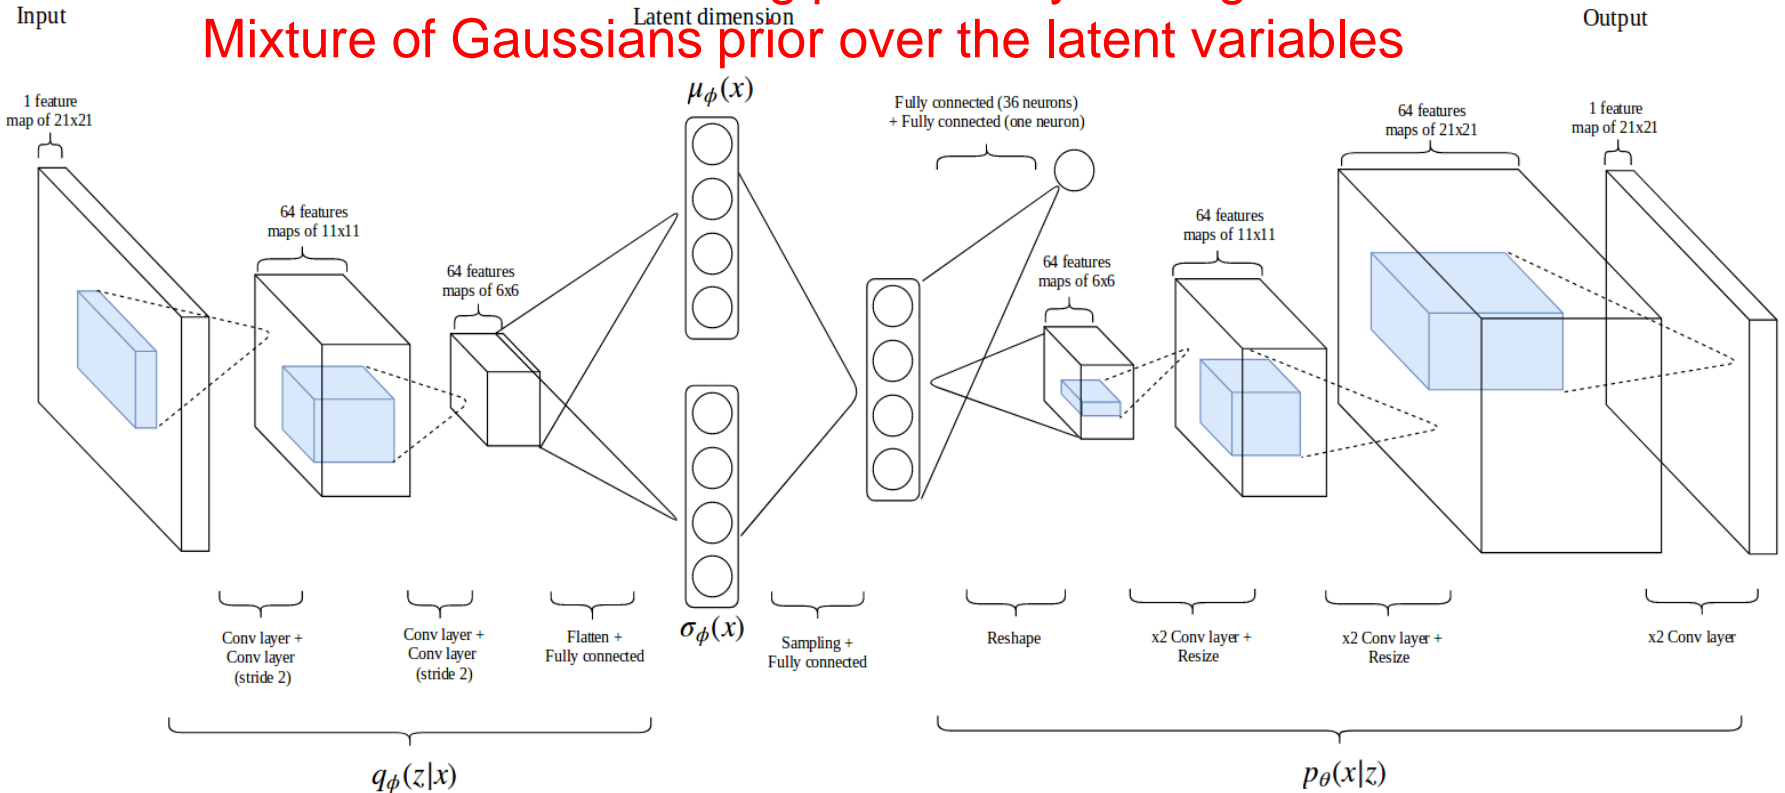 Input
Latent dimension
Output
Mixture of Gaussians prior over the latent variables
μϕ(x)
1 feature
map of 21x21
64 features
maps of 11x11
64 features
maps of 6x6
Fully connected (36 neurons)
+ Fully connected (one neuron)
64 features
maps of 6x6
64 features
maps of 11x11
64 features
maps of 21x21
1 feature
map of 21x21
σϕ(x)
Conv layer +
Conv layer
(stride 2)
Conv layer +
Conv layer
(stride 2)
Flatten +
Fully connected
Sampling +
Fully connected
Reshape
x2 Conv layer +
Resize
x2 Conv layer +
Resize
x2 Conv layer
qϕ(z|x)
pθ(x|z)